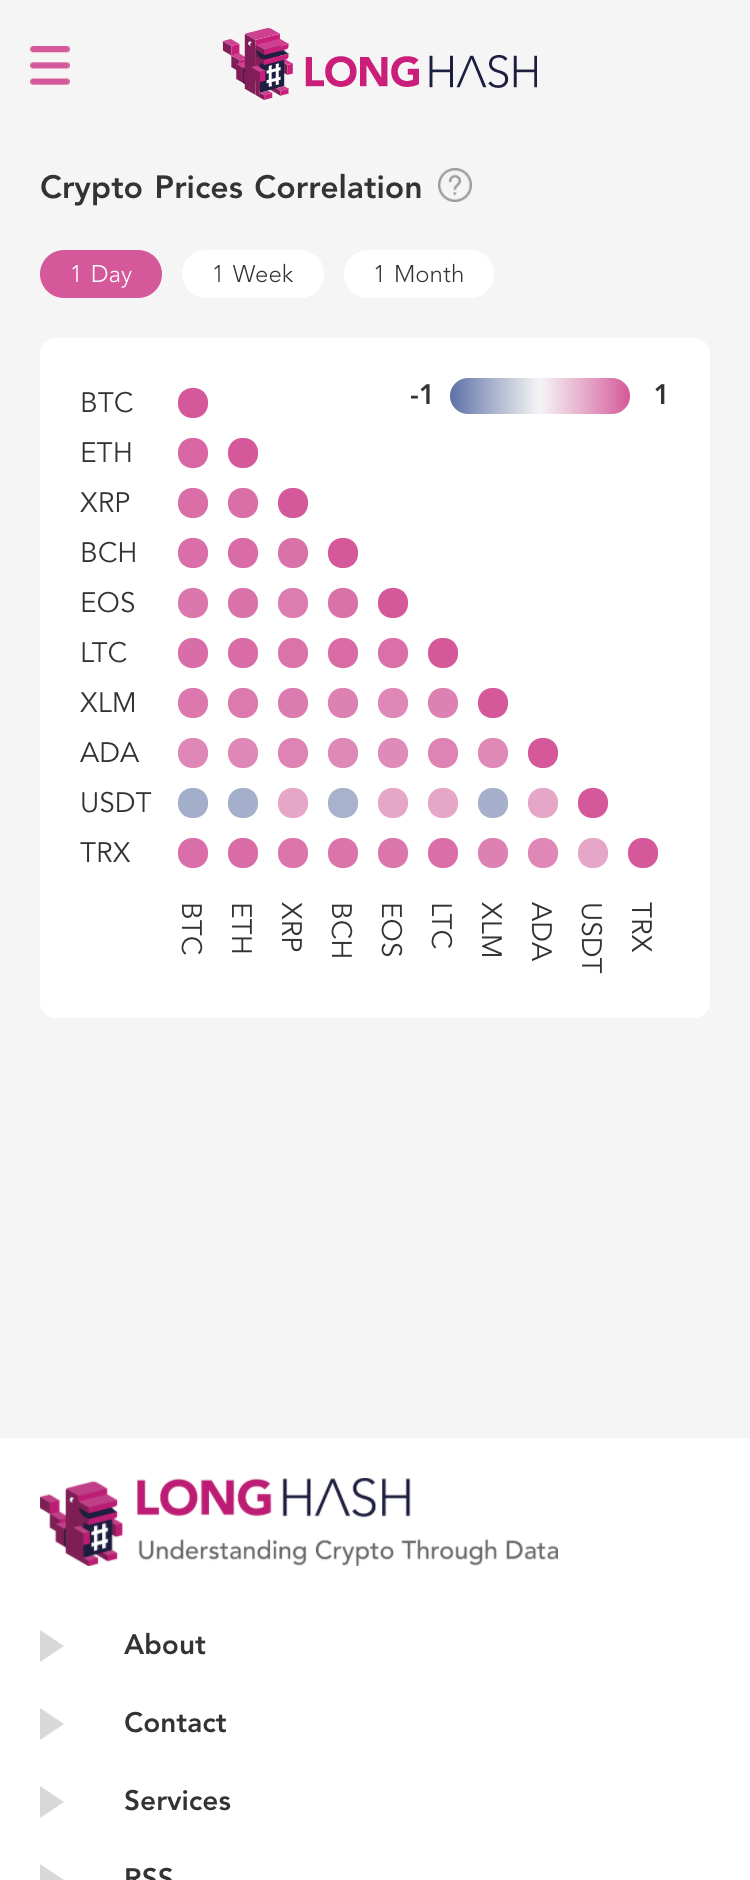 LONGHASH
Crypto Prices Correlation ?
1 Day 1 Week 1 Month
-1 1
BTC
ETH
XRP
BCH
EOS
LTC
XLM
ADA
USDT
TRX
BTC ETH XRP BCH EOS LTC XLM ADA USDT TRX
LONGHASH
Understanding Crypto Through Data
About
Contact
Services
RSS